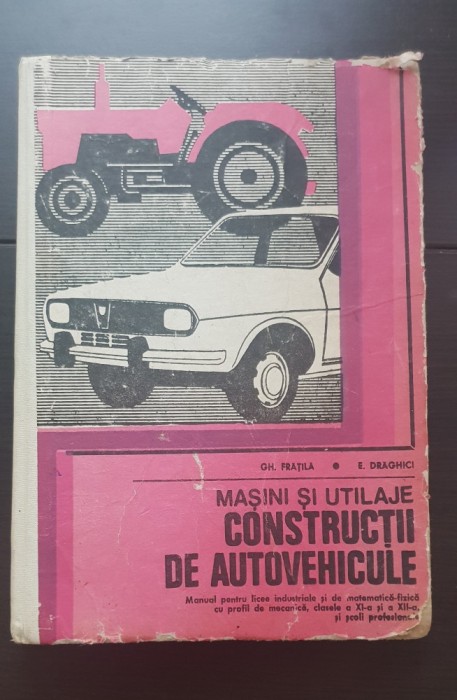 GH. FRAȚILA • E. DRAGHICI
MAȘINI ȘI UTILAJE
CONSTRUCȚII
DE AUTOVEHICULE
Manual pentru licee industriale și de matematică-fizică
cu profil de mecanică, clasele a XI-a și a XII-a,
și școli profesionale